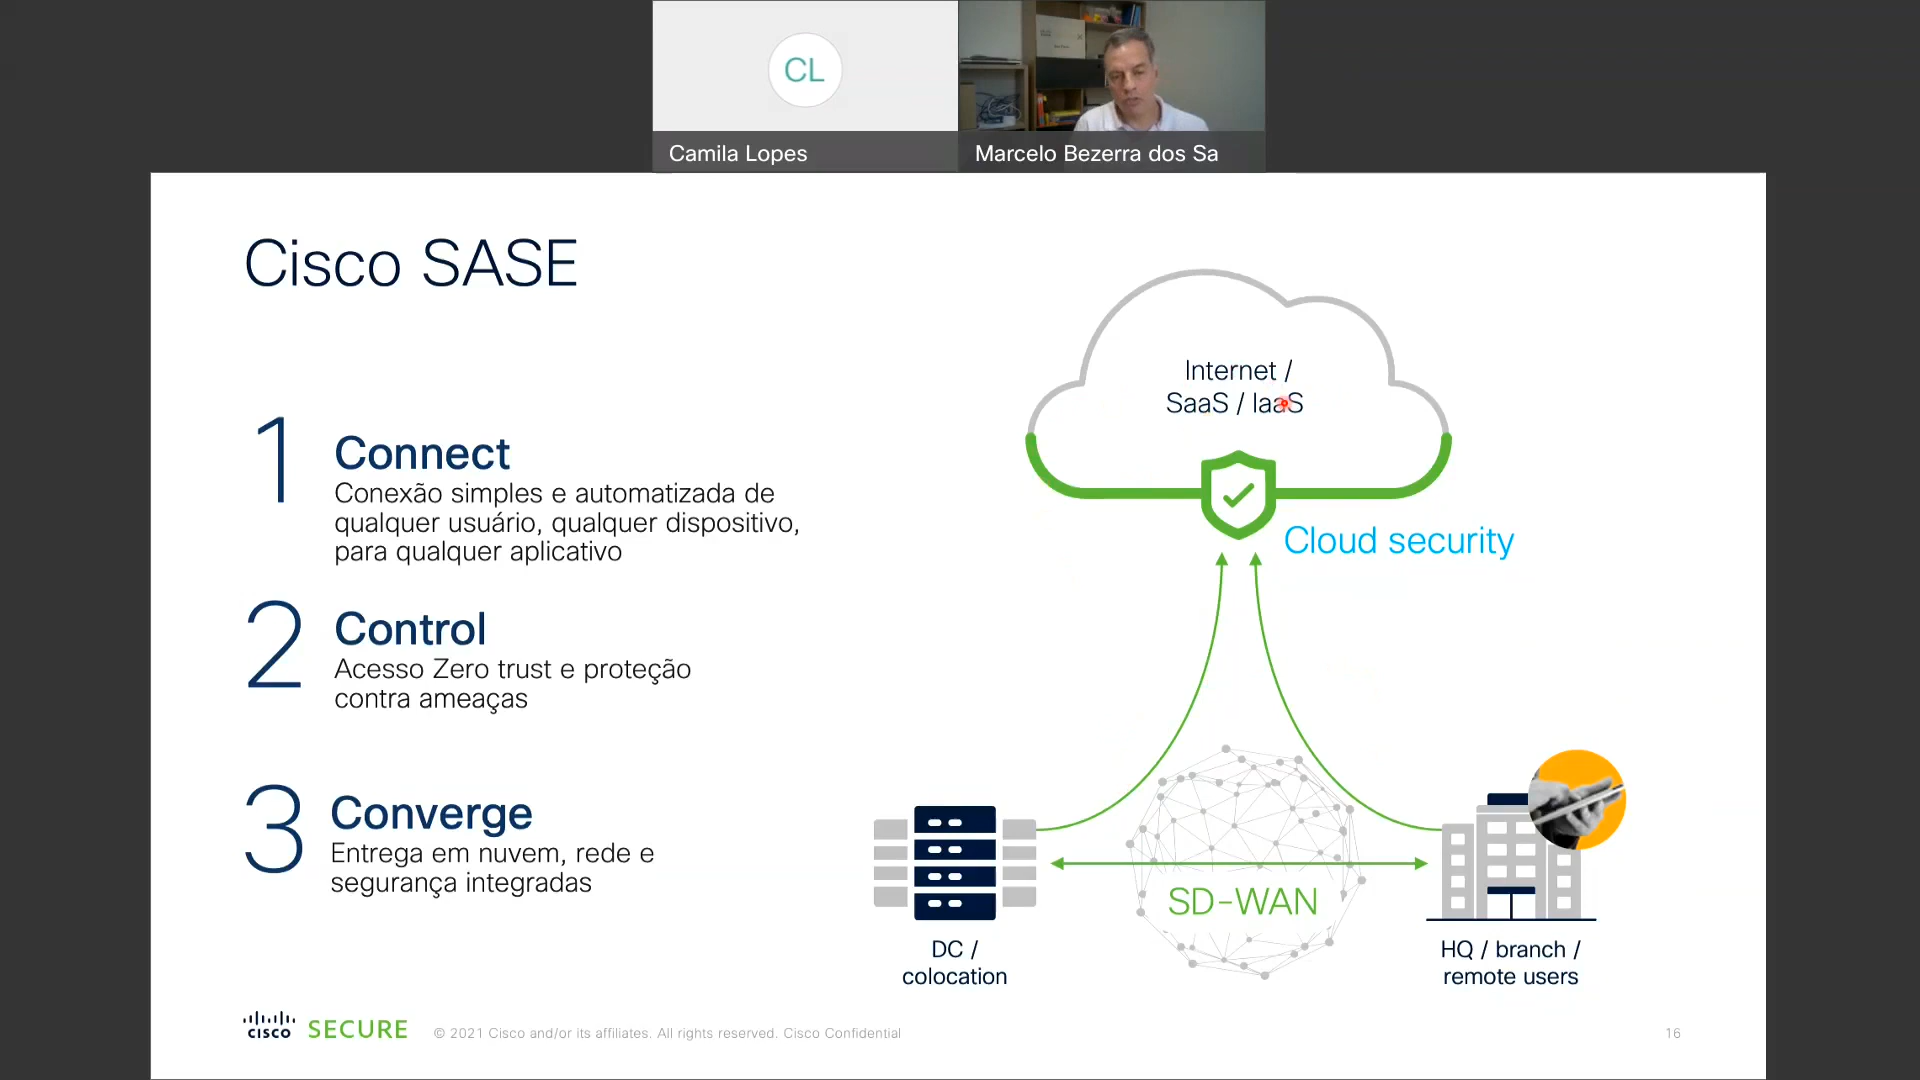 CL
Camila Lopes
Marcelo Bezerra dos Sa
Cisco SASE
1
Connect
Conexão simples e automatizada de
qualquer usuário, qualquer dispositivo,
para qualquer aplicativo
2
Control
Acesso Zero trust e proteção
contra ameaças
3
Converge
Entrega em nuvem, rede e
segurança integradas
Internet /
SaaS / IaaS
Cloud security
SD-WAN
DC /
colocation
HQ / branch /
remote users
CISCO SECURE
© 2021 Cisco and/or its affiliates. All rights reserved. Cisco Confidential
16